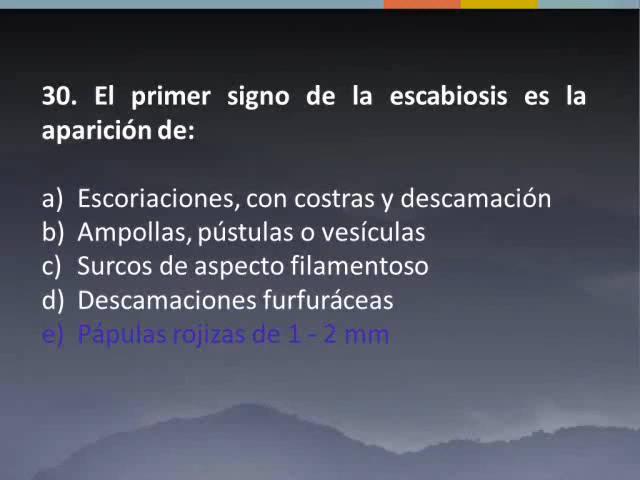 30. El primer signo de la escabiosis es la
aparición de:
a) Escoriaciones, con costras y descamación
b) Ampollas, pústulas o vesículas
c) Surcos de aspecto filamentoso
d) Descamaciones furfuráceas
e) Pápulas rojizas de 1 - 2 mm